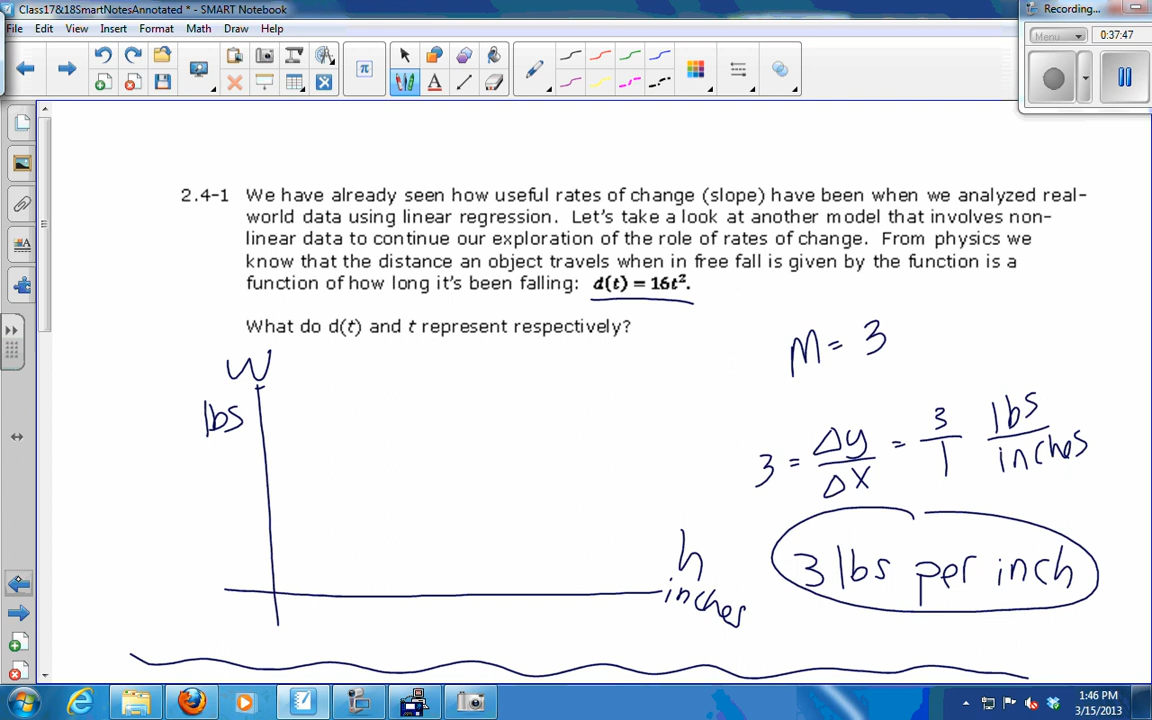 Class17&18SmartNotesAnnotated * - SMART Notebook
Recording...
File Edit View Insert Format Math Draw Help
Menu
0:37:47
2.4-1 We have already seen how useful rates of change (slope) have been when we analyzed real-
world data using linear regression. Let's take a look at another model that involves non-
linear data to continue our exploration of the role of rates of change. From physics we
know that the distance an object travels when in free fall is given by the function is a
function of how long it's been falling: d(t) = 16t².
What do d(t) and t represent respectively?
M = 3
W
lbs
3 = Δy/Δx = 3/1 lbs/inches
h
inches
3 lbs per inch
1:46 PM
3/15/2013